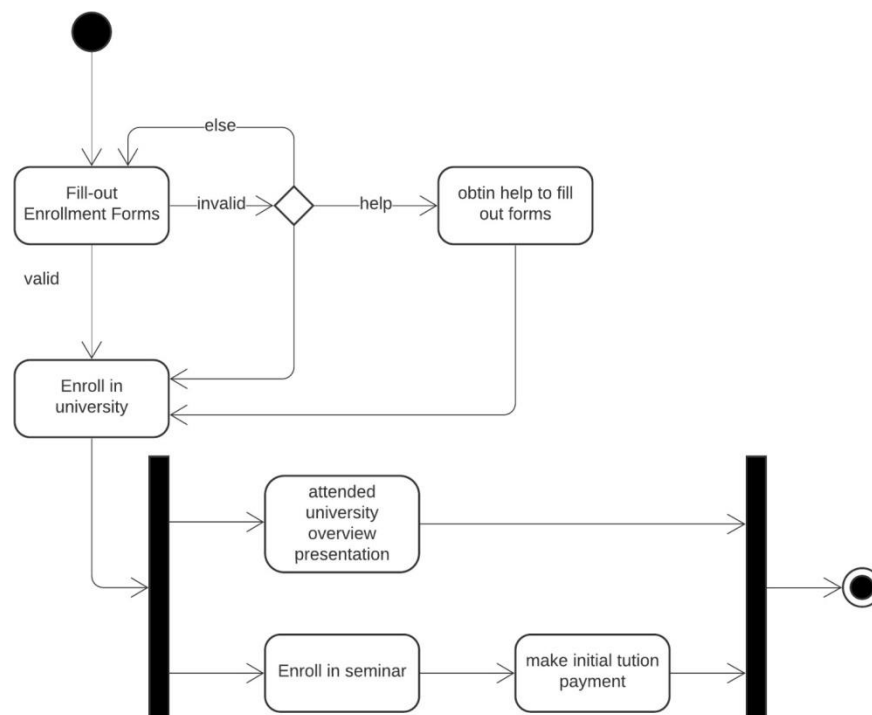 else
Fill-out
Enrollment Forms
invalid
help
obtin help to fill
out forms
valid
Enroll in
university
attended
university
overview
presentation
Enroll in seminar
make initial tution
payment